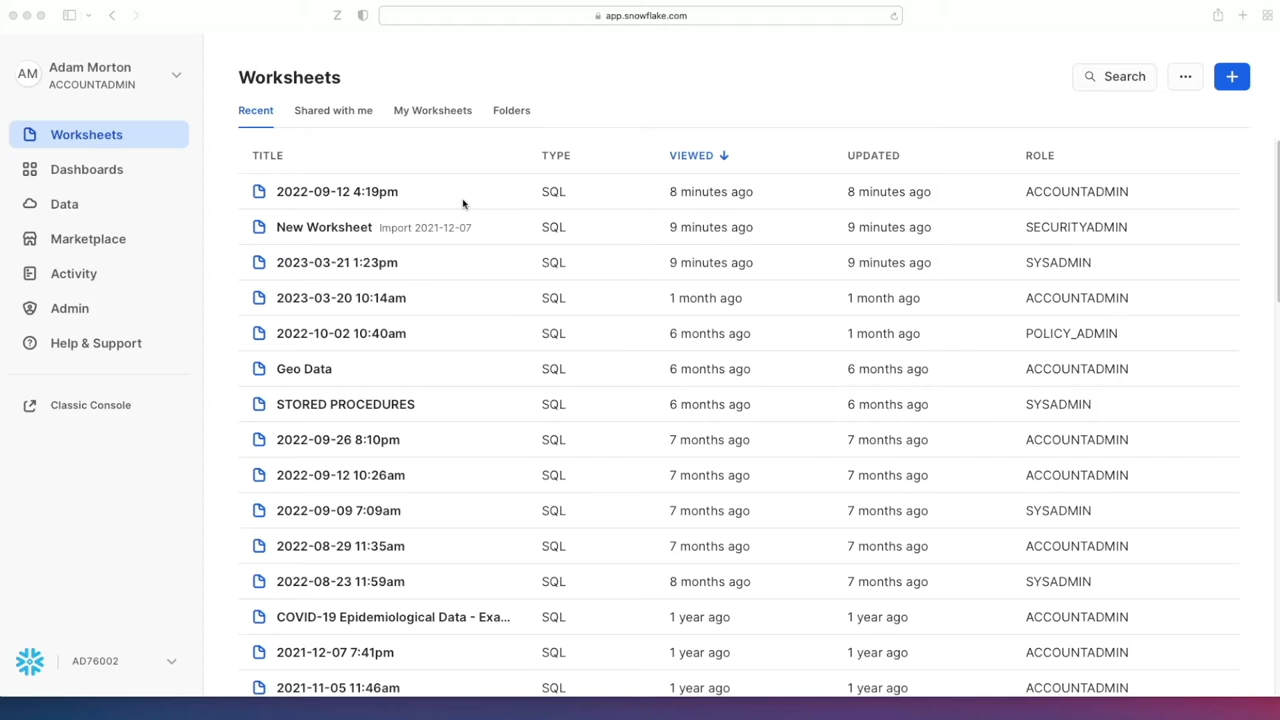 app.snowflake.com
AM
Adam Morton
ACCOUNTADMIN
Worksheets
Dashboards
Data
Marketplace
Activity
Admin
Help & Support
Classic Console
AD76002
Worksheets
Search
Recent Shared with me My Worksheets Folders
TITLE TYPE VIEWED UPDATED ROLE
2022-09-12 4:19pm SQL 8 minutes ago 8 minutes ago ACCOUNTADMIN
New Worksheet Import 2021-12-07 SQL 9 minutes ago 9 minutes ago SECURITYADMIN
2023-03-21 1:23pm SQL 9 minutes ago 9 minutes ago SYSADMIN
2023-03-20 10:14am SQL 1 month ago 1 month ago ACCOUNTADMIN
2022-10-02 10:40am SQL 6 months ago 1 month ago POLICY_ADMIN
Geo Data SQL 6 months ago 6 months ago ACCOUNTADMIN
STORED PROCEDURES SQL 6 months ago 6 months ago SYSADMIN
2022-09-26 8:10pm SQL 7 months ago 7 months ago ACCOUNTADMIN
2022-09-12 10:26am SQL 7 months ago 7 months ago ACCOUNTADMIN
2022-09-09 7:09am SQL 7 months ago 7 months ago SYSADMIN
2022-08-29 11:35am SQL 7 months ago 7 months ago ACCOUNTADMIN
2022-08-23 11:59am SQL 8 months ago 7 months ago SYSADMIN
COVID-19 Epidemiological Data - Exa... SQL 1 year ago 1 year ago ACCOUNTADMIN
2021-12-07 7:41pm SQL 1 year ago 1 year ago ACCOUNTADMIN
2021-11-05 11:46am SQL 1 year ago 1 year ago ACCOUNTADMIN